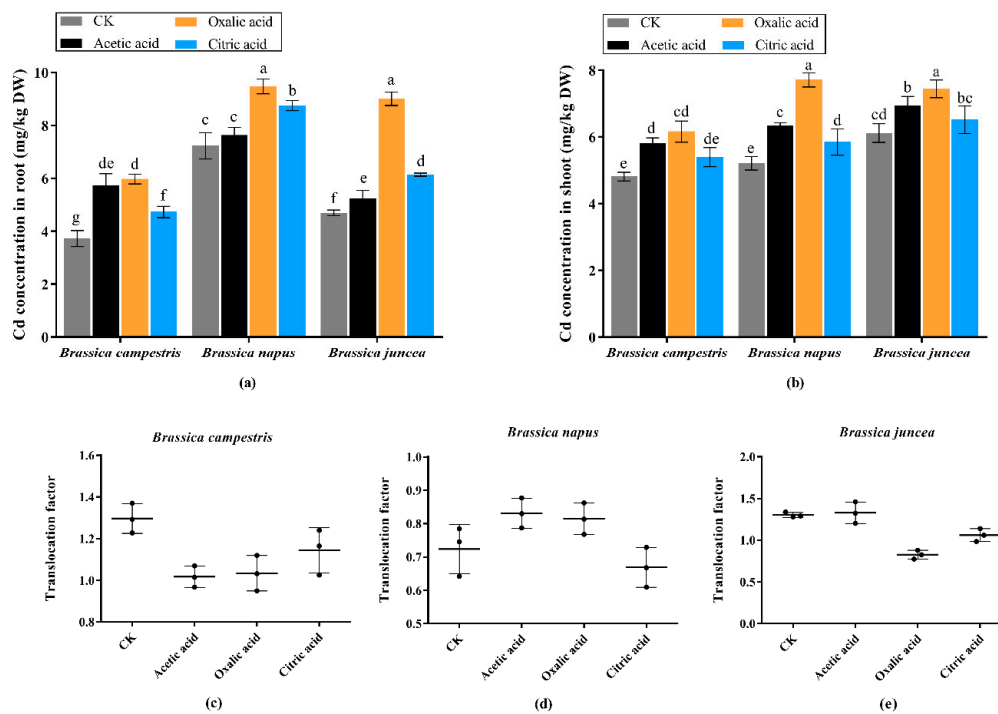 CK
Oxalic acid
Acetic acid
Citric acid
Cd concentration in root (mg/kg DW)
10
8
6
4
2
0
g
de
d
f
c
c
a
b
f
e
a
d
Brassica campestris
Brassica napus
Brassica juncea
(a)
CK
Oxalic acid
Acetic acid
Citric acid
Cd concentration in shoot (mg/kg DW)
8
6
4
2
0
e
d
d
de
e
c
a
d
cd
b
a
bc
Brassica campestris
Brassica napus
Brassica juncea
(b)
Brassica campestris
Translocation factor
1.6
1.4
1.2
1.0
0.8
CK
Acetic acid
Oxalic acid
Citric acid
(c)
Brassica napus
Translocation factor
1.0
0.9
0.8
0.7
0.6
0.5
CK
Acetic acid
Oxalic acid
Citric acid
(d)
Brassica juncea
Translocation factor
2.0
1.5
1.0
0.5
0.0
CK
Acetic acid
Oxalic acid
Citric acid
(e)